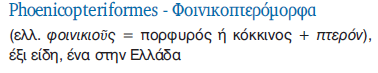 Phoenicopteriformes - Φοινικοπτερόμορφα
(ελλ. φοινικιοῦς = πορφυρός ή κόκκινος + πτερόν),
έξι είδη, ένα στην Ελλάδα